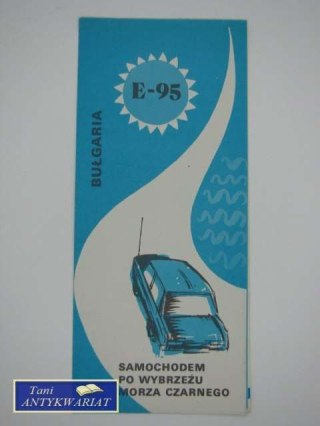 E-95
BUŁGARIA
SAMOCHODEM
PO WYBRZEŻU
MORZA CZARNEGO
Tani
ANTYKWARIAT